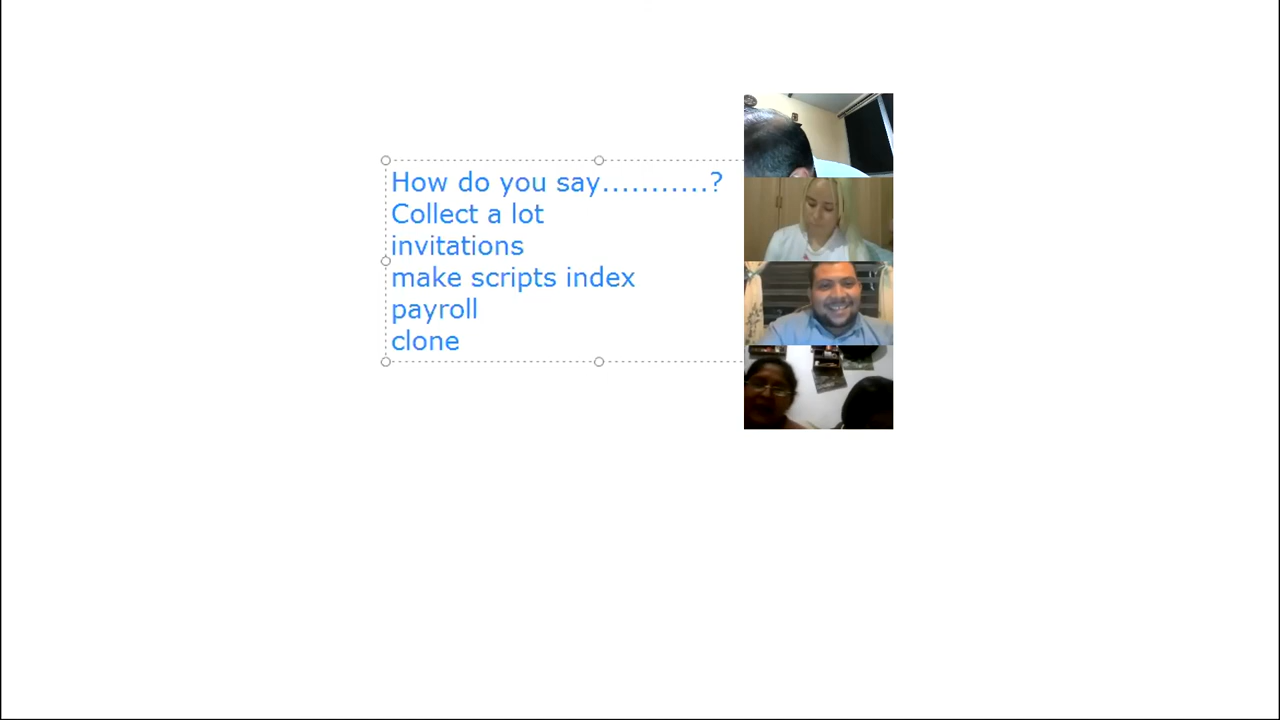 How do you say...........?
Collect a lot
invitations
make scripts index
payroll
clone